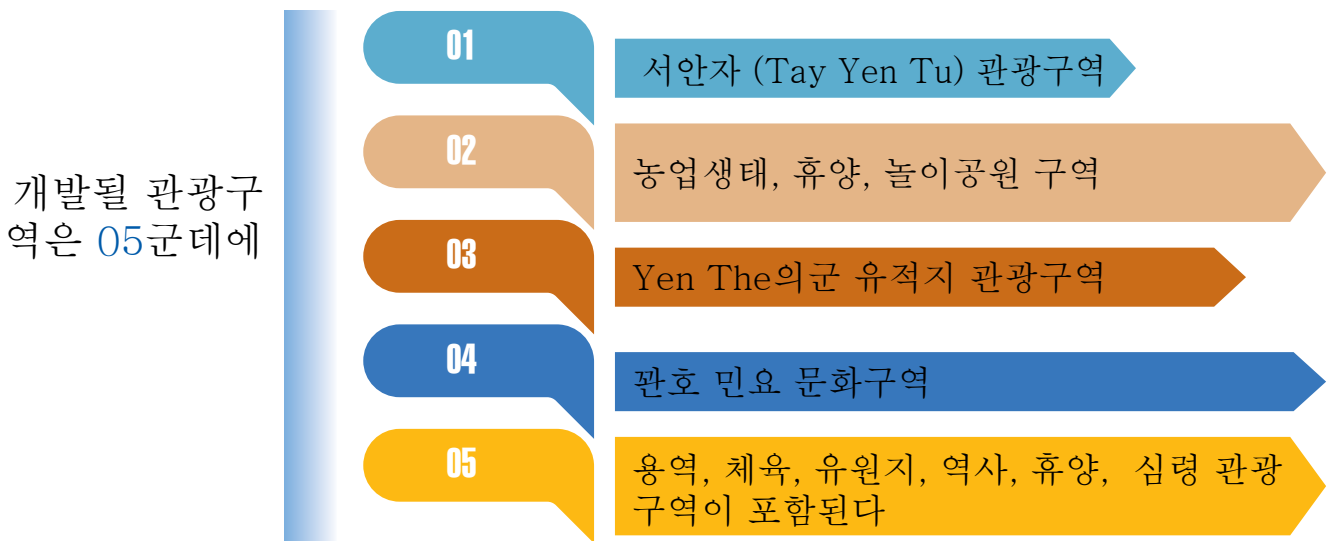 개발될 관광구
역은 05군데에
01
서안자 (Tay Yen Tu) 관광구역
02
농업생태, 휴양, 놀이공원 구역
03
Yen The의군 유적지 관광구역
04
꽌호 민요 문화구역
05
용역, 체육, 유원지, 역사, 휴양, 심령 관광
구역이 포함된다